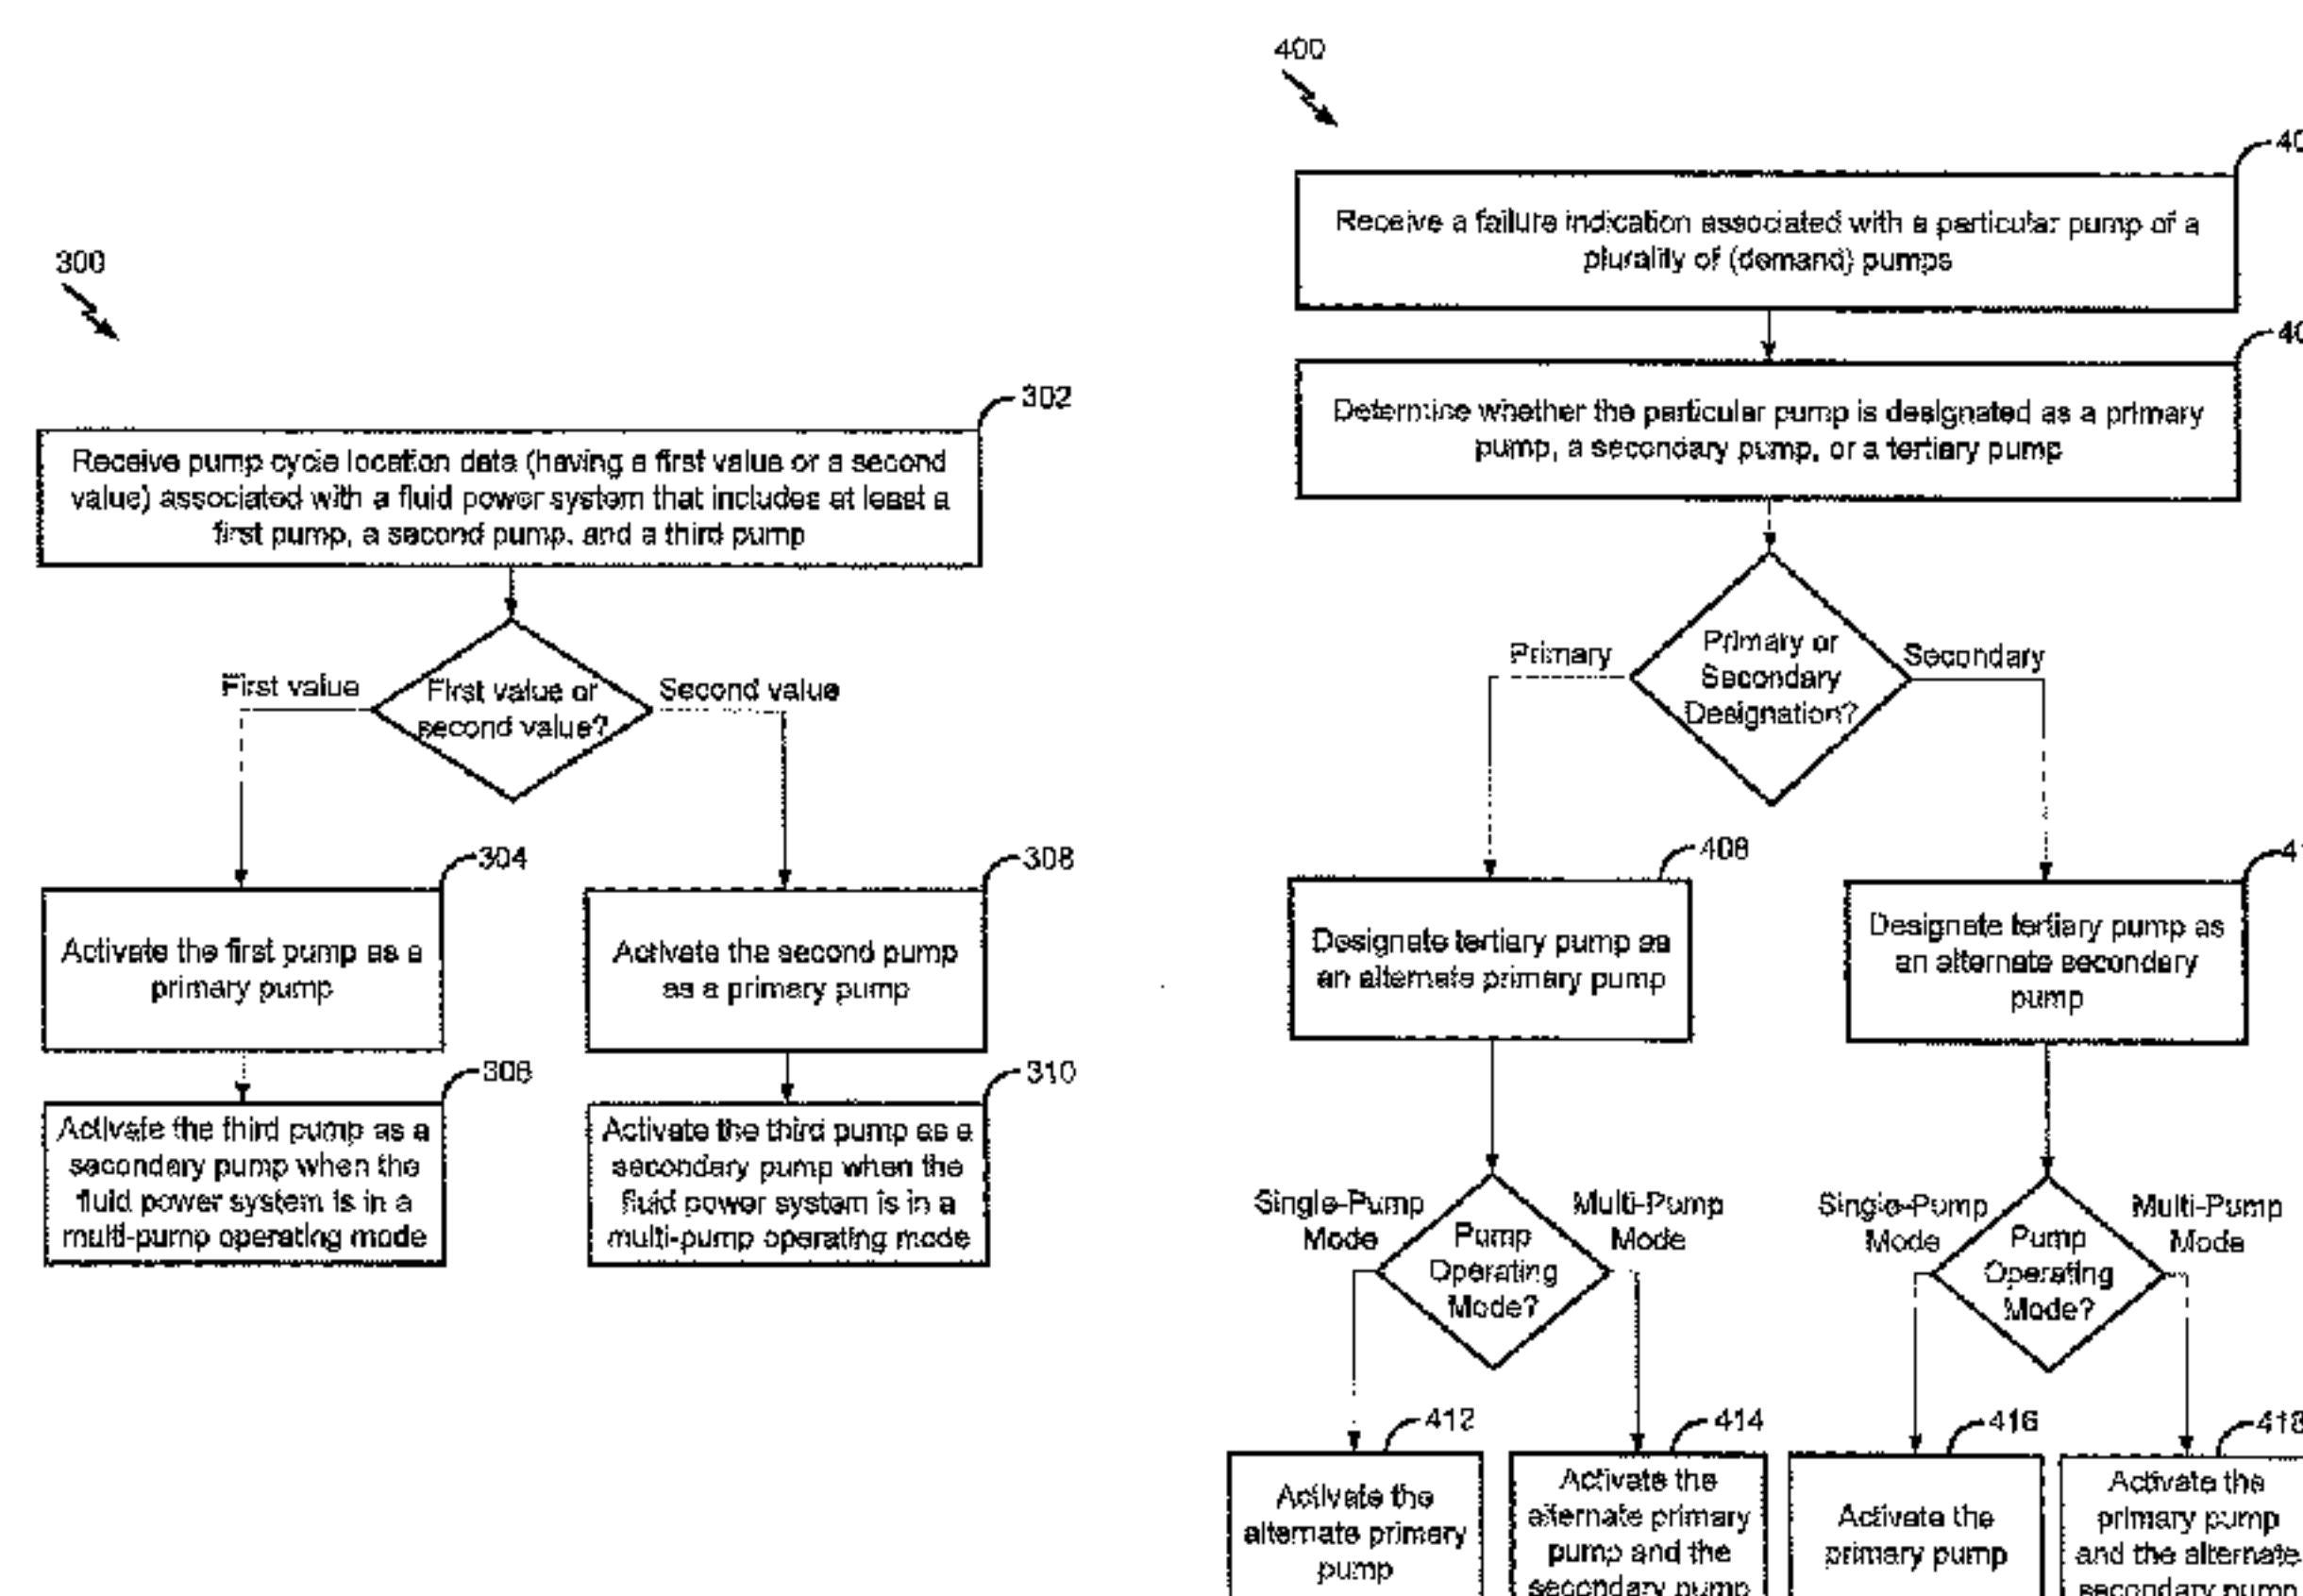 300
302
Receive pump cycle location data (having a first value or a second
value) associated with a fluid power system that includes at least a
first pump, a second pump, and a third pump
First value
First value or
second value?
Second value
304
Activate the first pump as a
primary pump
308
Activate the second pump
as a primary pump
306
Activate the third pump as a
secondary pump when the
fluid power system is in a
multi-pump operating mode
310
Activate the third pump as a
secondary pump when the
fluid power system is in a
multi-pump operating mode
400
Receive a failure indication associated with a particular pump of a
plurality of (demand) pumps
Determine whether the particular pump is designated as a primary
pump, a secondary pump, or a tertiary pump
Primary
Primary or
Secondary
Designation?
Secondary
408
Designate tertiary pump as
an alternate primary pump
Designate tertiary pump as
an alternate secondary
pump
Single-Pump
Mode
Pump
Operating
Mode?
Multi-Pump
Mode
Single-Pump
Mode
Pump
Operating
Mode?
Multi-Pump
Mode
412
Activate the
alternate primary
pump
414
Activate the
alternate primary
pump and the
secondary pump
416
Activate the
primary pump
418
Activate the
primary pump
and the alternate
secondary pump